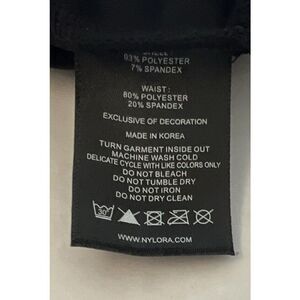 SHELL:
93% POLYESTER
7% SPANDEX
WAIST:
80% POLYESTER
20% SPANDEX
EXCLUSIVE OF DECORATION
MADE IN KOREA
TURN GARMENT INSIDE OUT
MACHINE WASH COLD
DELICATE CYCLE WITH LIKE COLORS ONLY
DO NOT BLEACH
DO NOT TUMBLE DRY
DO NOT IRON
DO NOT DRY CLEAN
30°
WWW.NYLORA.COM